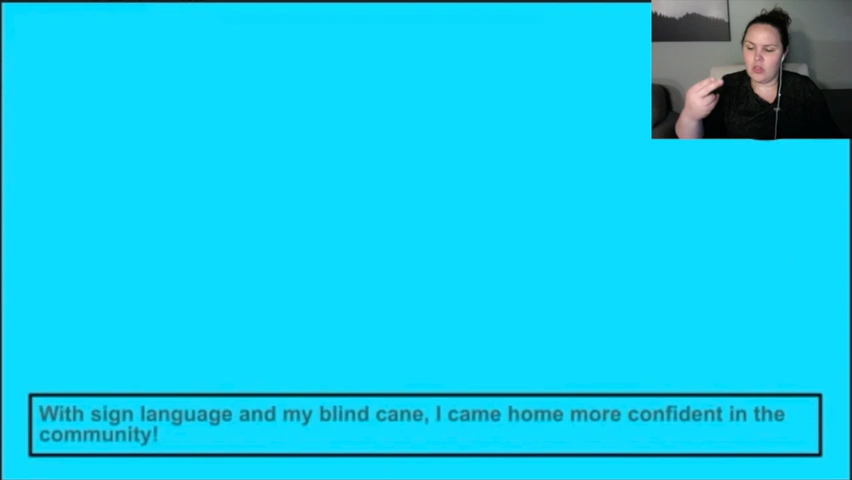 With sign language and my blind cane, I came home more confident in the
community!